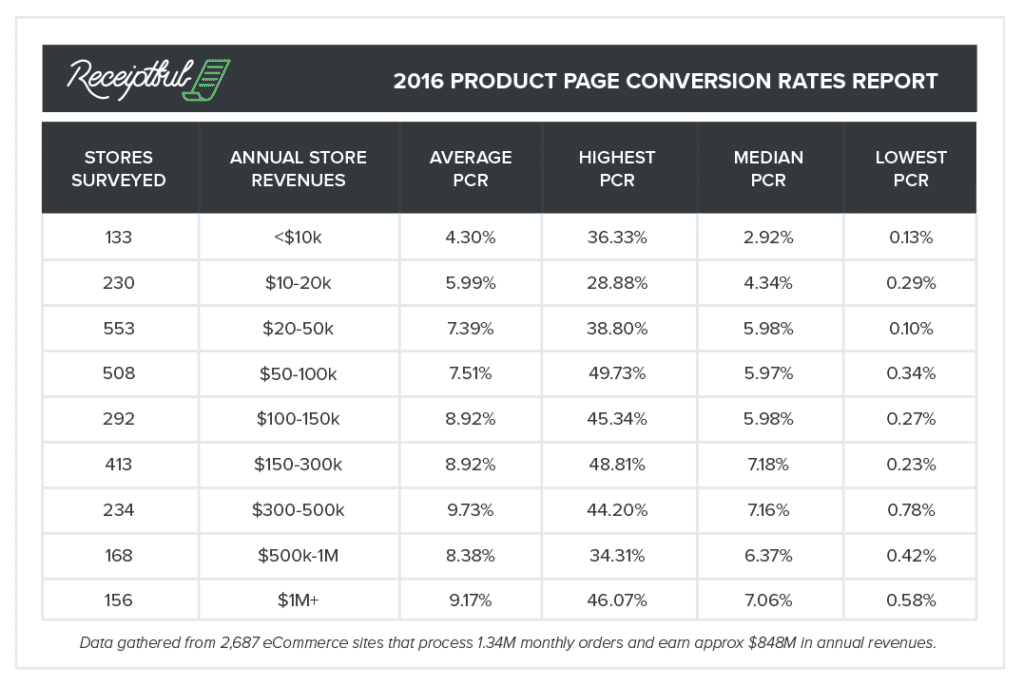 Receiptful
2016 PRODUCT PAGE CONVERSION RATES REPORT
STORES SURVEYED ANNUAL STORE REVENUES AVERAGE PCR HIGHEST PCR MEDIAN PCR LOWEST PCR
133 <$10k 4.30% 36.33% 2.92% 0.13%
230 $10-20k 5.99% 28.88% 4.34% 0.29%
553 $20-50k 7.39% 38.80% 5.98% 0.10%
508 $50-100k 7.51% 49.73% 5.97% 0.34%
292 $100-150k 8.92% 45.34% 5.98% 0.27%
413 $150-300k 8.92% 48.81% 7.18% 0.23%
234 $300-500k 9.73% 44.20% 7.16% 0.78%
168 $500k-1M 8.38% 34.31% 6.37% 0.42%
156 $1M+ 9.17% 46.07% 7.06% 0.58%
Data gathered from 2,687 eCommerce sites that process 1.34M monthly orders and earn approx $848M in annual revenues.